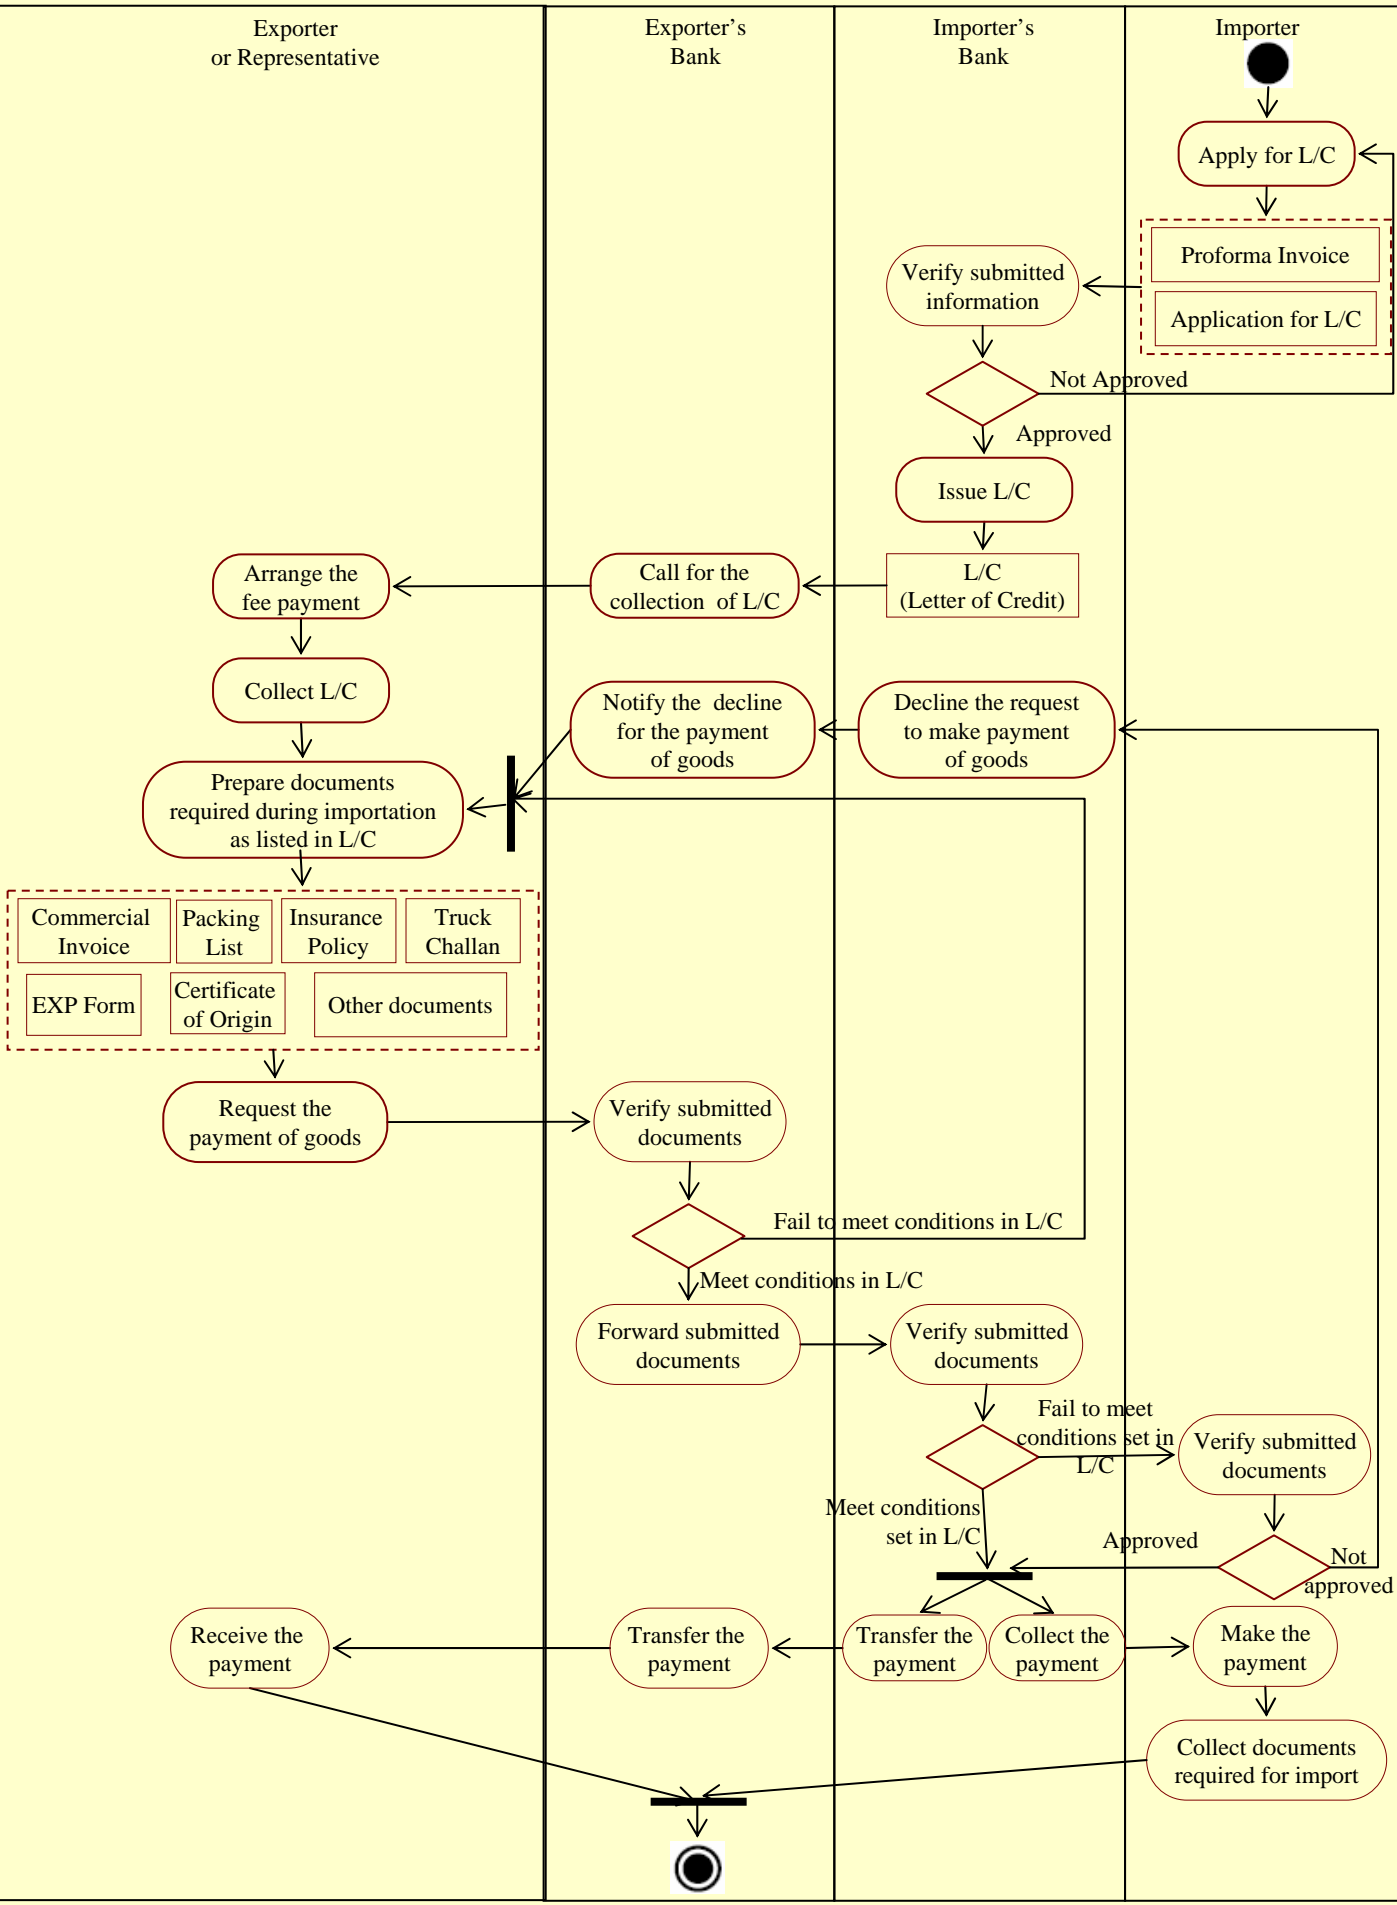 Exporter
or Representative
Exporter’s
Bank
Importer’s
Bank
Importer
Apply for L/C
Proforma Invoice
Application for L/C
Verify submitted
information
Not Approved
Approved
Issue L/C
L/C
(Letter of Credit)
Call for the
collection of L/C
Arrange the
fee payment
Collect L/C
Decline the request
to make payment
of goods
Notify the decline
for the payment
of goods
Prepare documents
required during importation
as listed in L/C
Commercial
Invoice
Packing
List
Insurance
Policy
Truck
Challan
EXP Form
Certificate
of Origin
Other documents
Request the
payment of goods
Verify submitted
documents
Fail to meet conditions in L/C
Meet conditions in L/C
Forward submitted
documents
Verify submitted
documents
Fail to meet
conditions set in
L/C
Verify submitted
documents
Meet conditions
set in L/C
Approved
Not
approved
Receive the
payment
Transfer the
payment
Transfer the
payment
Collect the
payment
Make the
payment
Collect documents
required for import